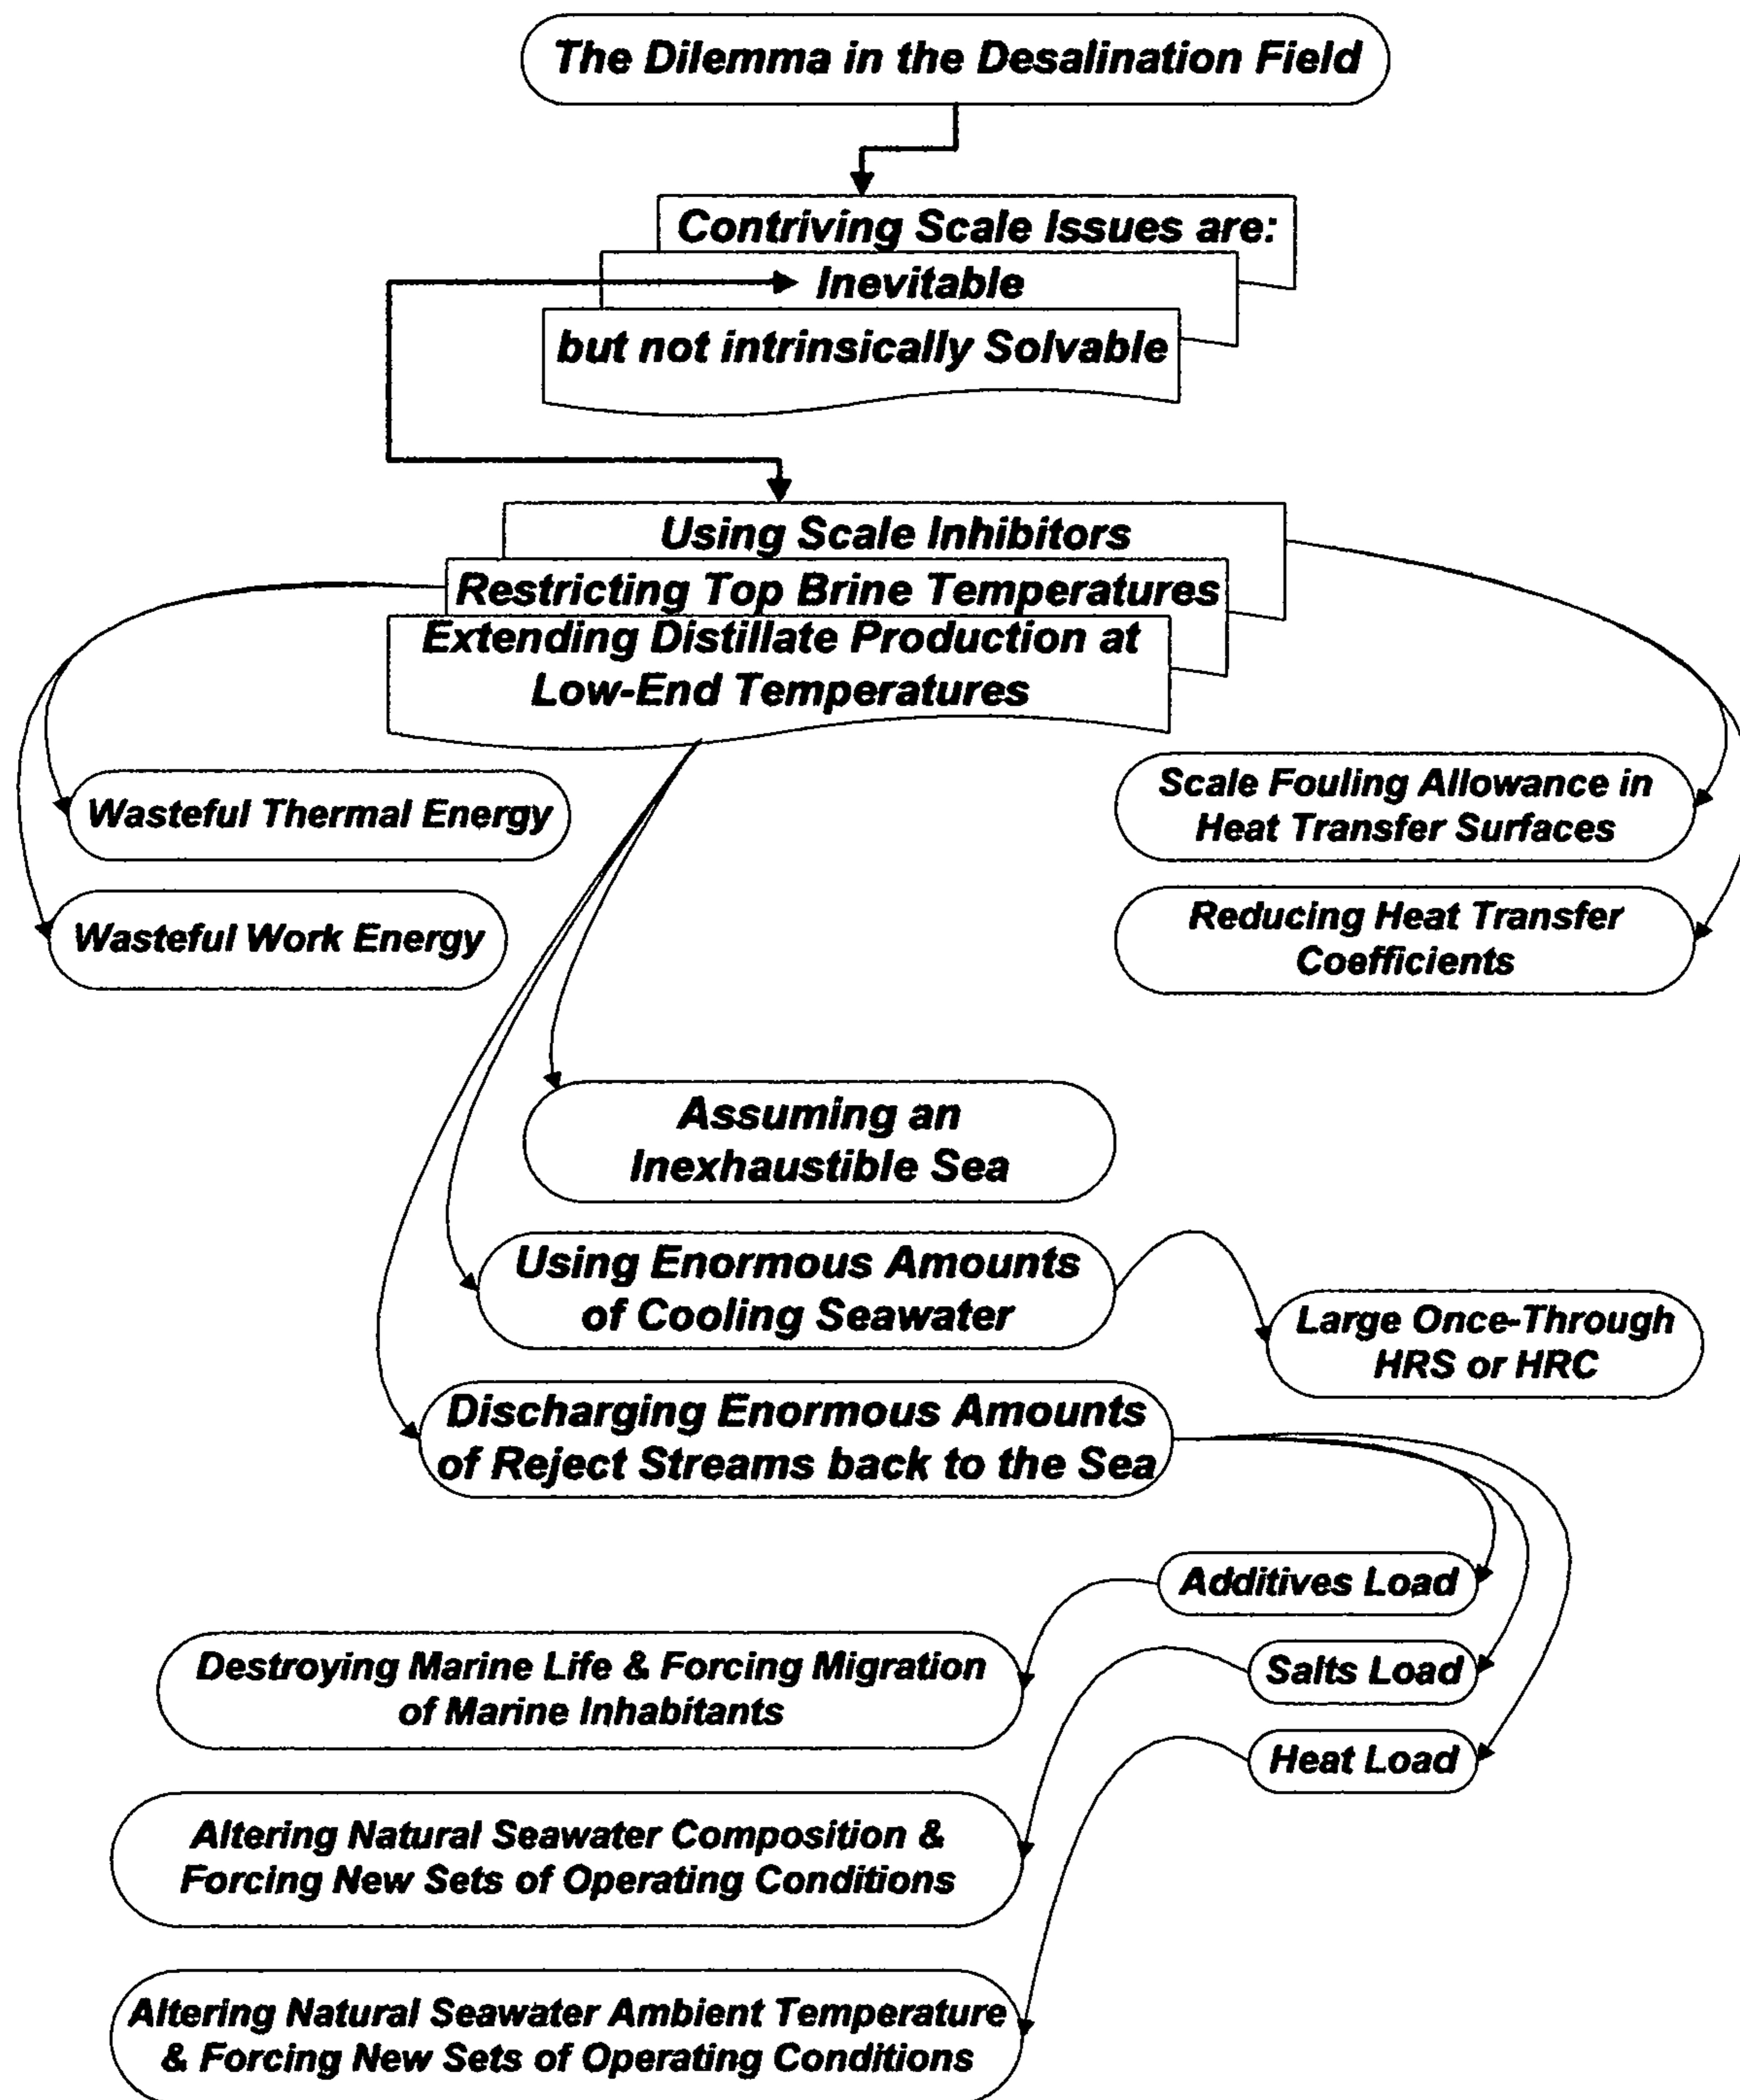 The Dilemma in the Desalination Field
Contriving Scale Issues are:
Inevitable
but not intrinsically Solvable
Using Scale Inhibitors
Restricting Top Brine Temperatures
Extending Distillate Production at
Low-End Temperatures
Wasteful Thermal Energy
Wasteful Work Energy
Scale Fouling Allowance in
Heat Transfer Surfaces
Reducing Heat Transfer
Coefficients
Assuming an
Inexhaustible Sea
Using Enormous Amounts
of Cooling Seawater
Large Once-Through
HRS or HRC
Discharging Enormous Amounts
of Reject Streams back to the Sea
Additives Load
Salts Load
Heat Load
Destroying Marine Life & Forcing Migration
of Marine Inhabitants
Altering Natural Seawater Composition &
Forcing New Sets of Operating Conditions
Altering Natural Seawater Ambient Temperature
& Forcing New Sets of Operating Conditions